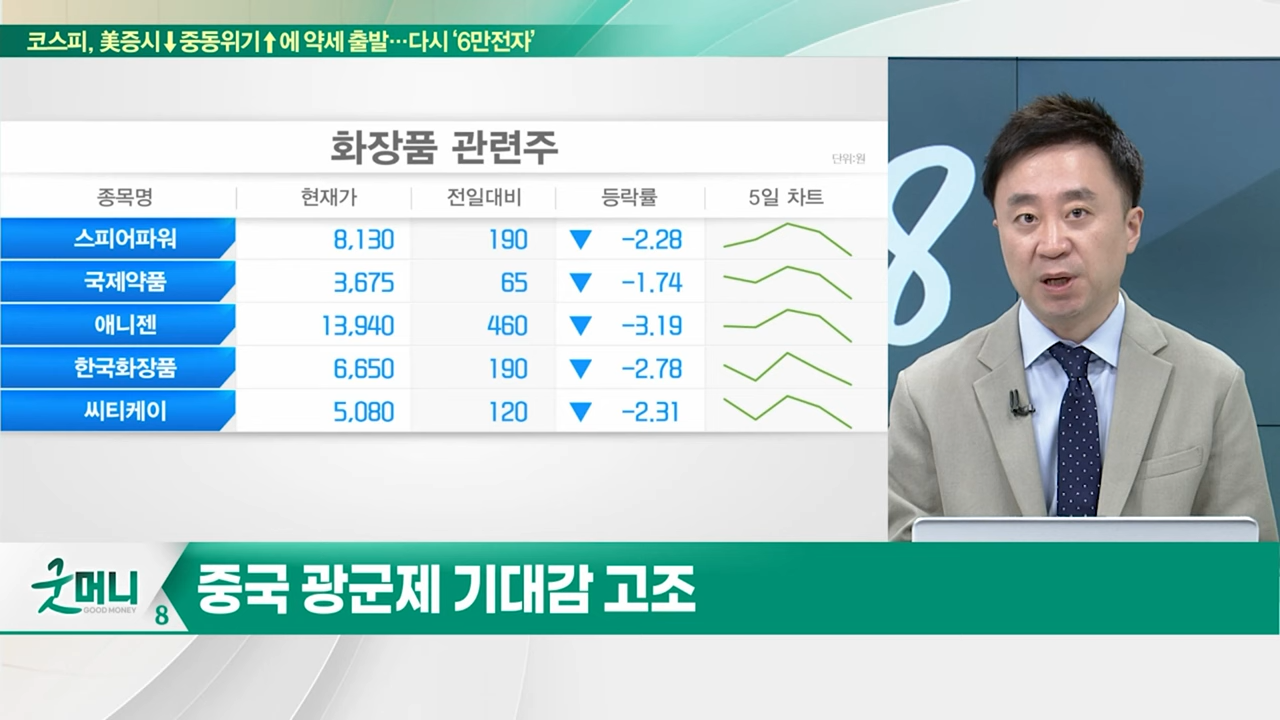 코스피, 美증시⬇중동위기⬆에 약세 출발…다시 ‘6만전자’
화장품 관련주
단위:원
종목명 현재가 전일대비 등락률 5일 차트
스피어파워 8,130 190 ▼ -2.28
국제약품 3,675 65 ▼ -1.74
애니젠 13,940 460 ▼ -3.19
한국화장품 6,650 190 ▼ -2.78
씨티케이 5,080 120 ▼ -2.31
8
굿머니
GOOD MONEY
8
중국 광군제 기대감 고조